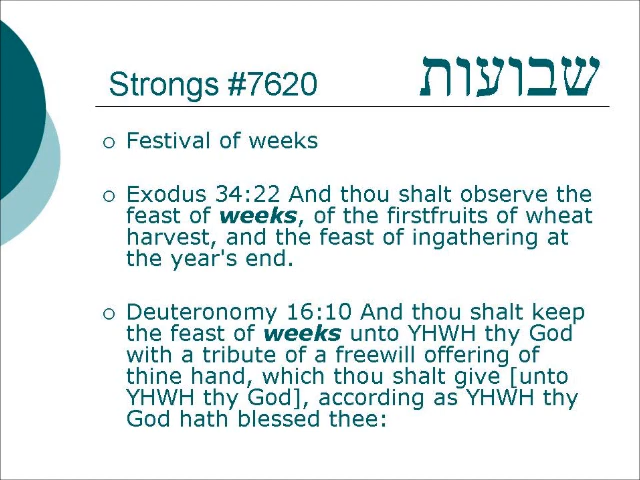 Strongs #7620 שבועות
Festival of weeks
Exodus 34:22 And thou shalt observe the
feast of weeks, of the firstfruits of wheat
harvest, and the feast of ingathering at
the year's end.
Deuteronomy 16:10 And thou shalt keep
the feast of weeks unto YHWH thy God
with a tribute of a freewill offering of
thine hand, which thou shalt give [unto
YHWH thy God], according as YHWH thy
God hath blessed thee: